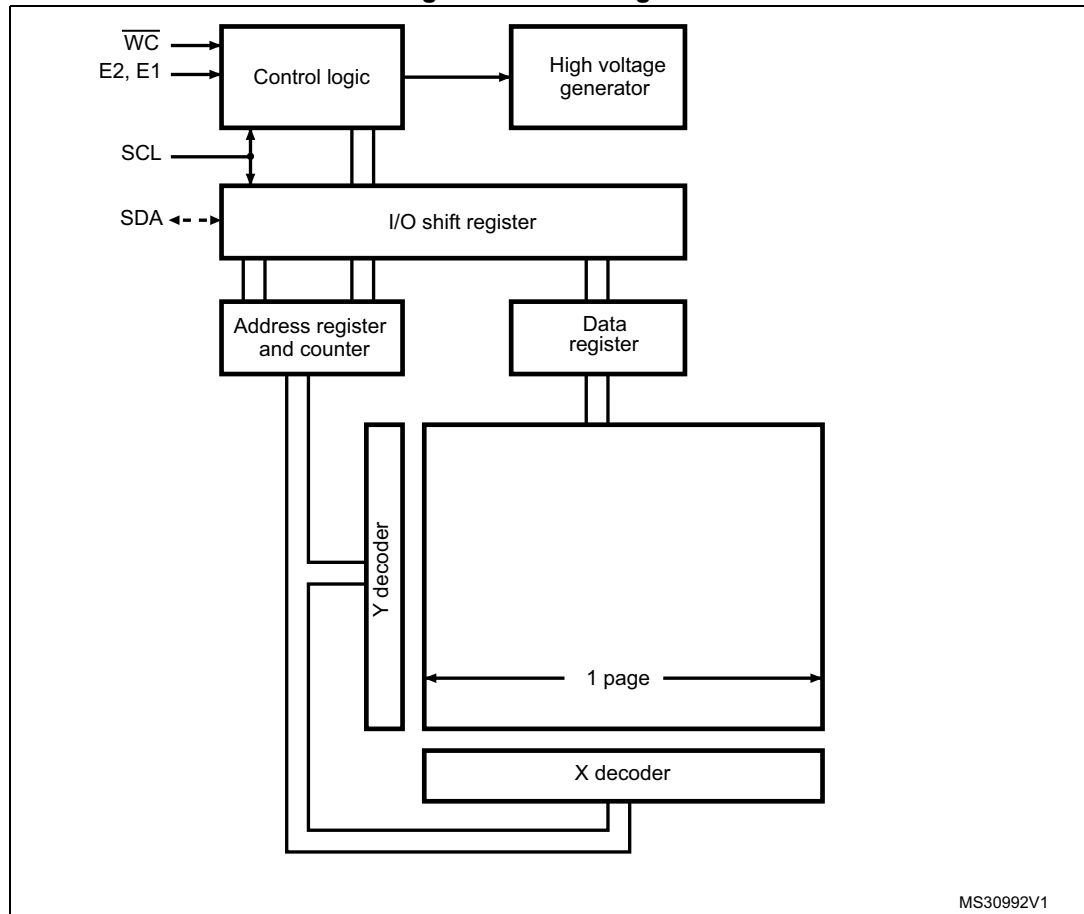 W̅C̅
E2, E1
Control logic
High voltage
generator
SCL
SDA
I/O shift register
Address register
and counter
Data
register
Y decoder
1 page
X decoder
MS30992V1